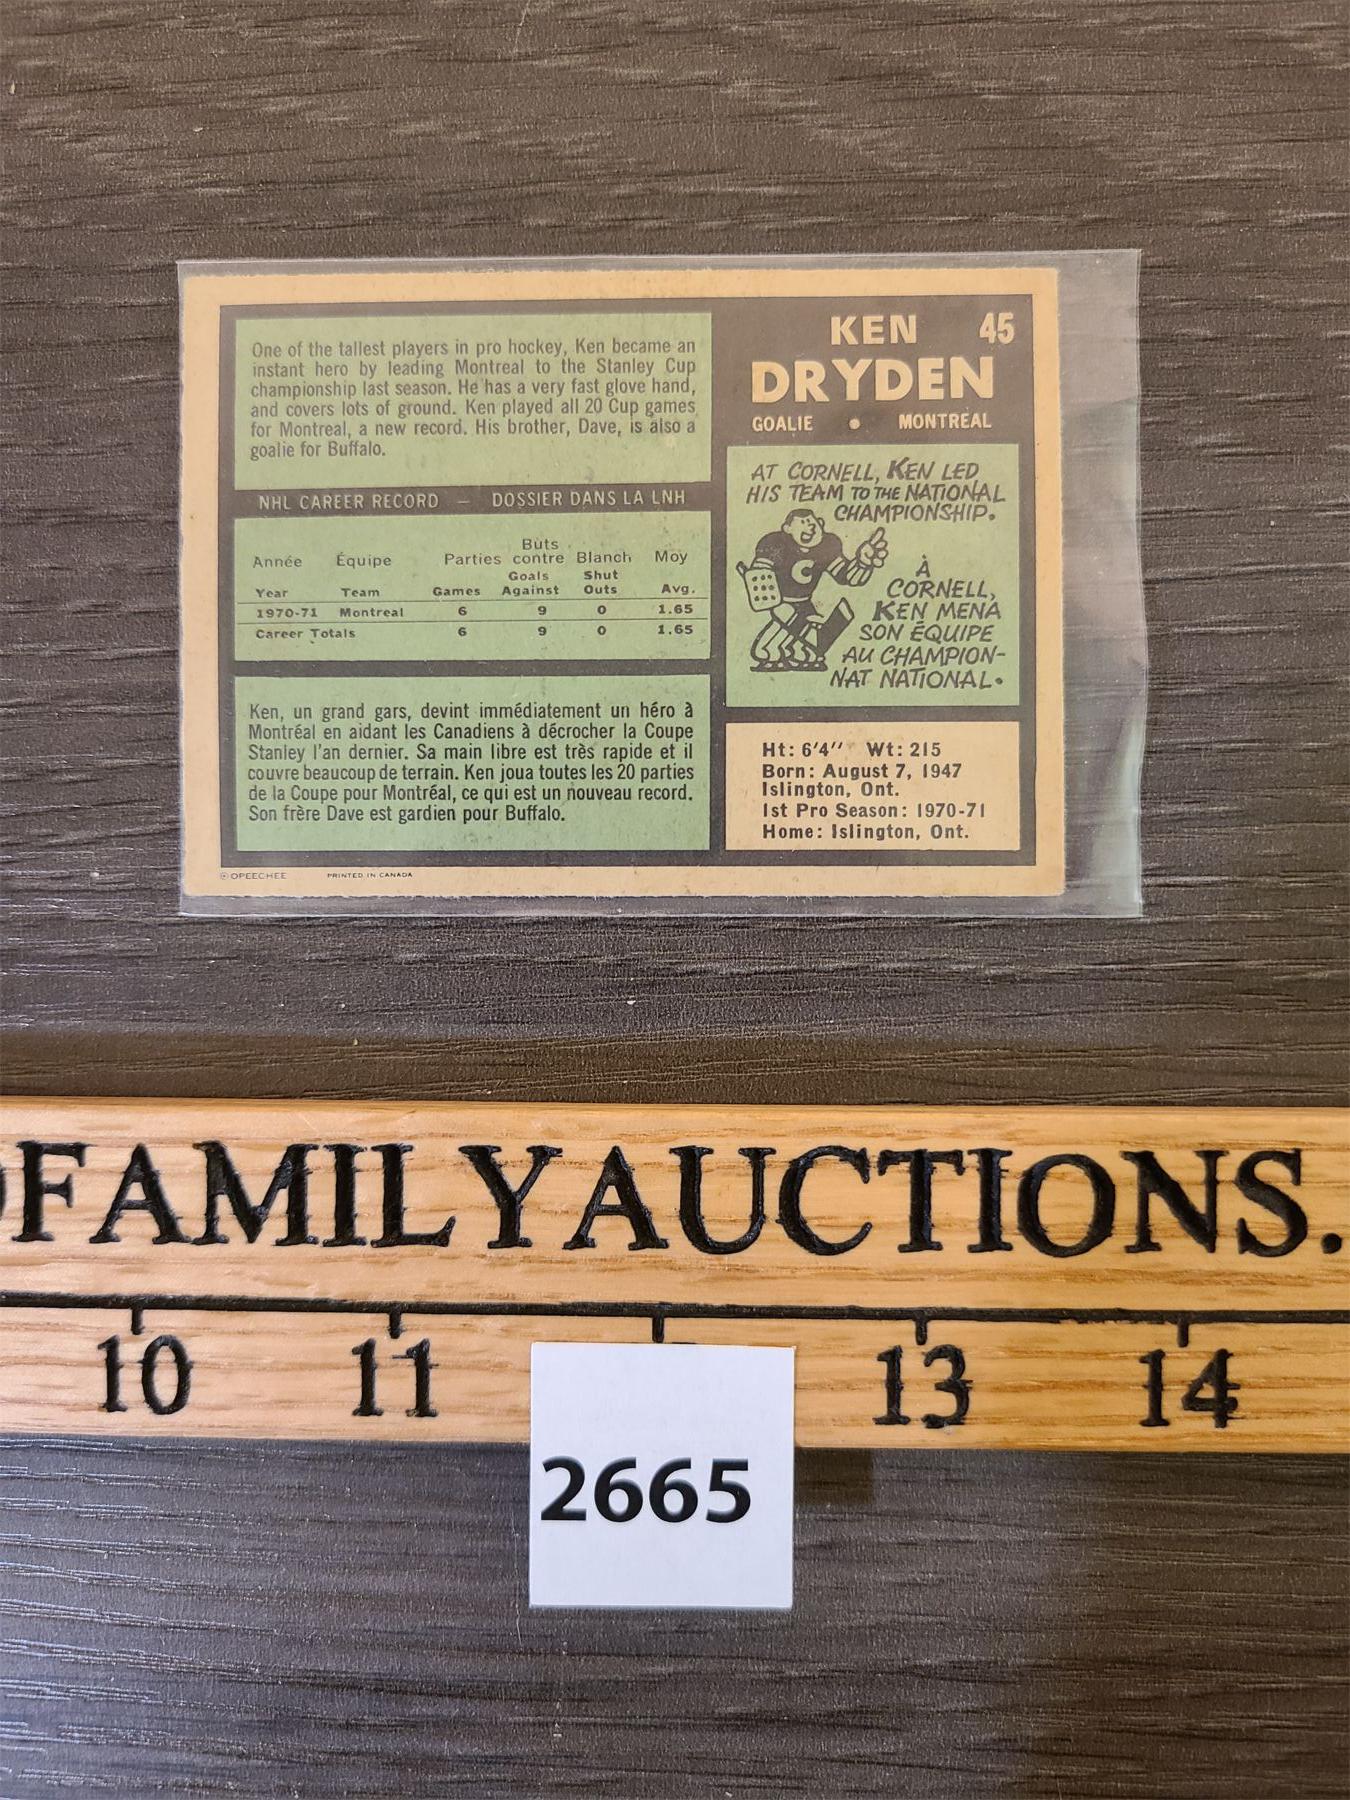 One of the tallest players in pro hockey, Ken became an
instant hero by leading Montreal to the Stanley Cup
championship last season. He has a very fast glove hand,
and covers lots of ground. Ken played all 20 Cup games
for Montreal, a new record. His brother, Dave, is also a
goalie for Buffalo.
NHL CAREER RECORD — DOSSIER DANS LA LNH
Année Équipe Parties Bùts contre Blanch Moy
Year Team Games Goals Against Shut Outs Avg.
1970-71 Montreal 6 9 0 1.65
Career Totals 6 9 0 1.65
Ken, un grand gars, devint immédiatement un héro à
Montréal en aidant les Canadiens à décrocher la Coupe
Stanley l'an dernier. Sa main libre est très rapide et il
couvre beaucoup de terrain. Ken joua toutes les 20 parties
de la Coupe pour Montréal, ce qui est un nouveau record.
Son frère Dave est gardien pour Buffalo.
© OPEECHEE PRINTED IN CANADA
KEN 45
DRYDEN
GOALIE • MONTREAL
AT CORNELL, KEN LED
HIS TEAM TO THE NATIONAL
CHAMPIONSHIP.
C
À
CORNELL,
KEN MENA
SON ÉQUIPE
AU CHAMPION-
NAT NATIONAL.
Ht: 6'4" Wt: 215
Born: August 7, 1947
Islington, Ont.
1st Pro Season: 1970-71
Home: Islington, Ont.
FAMILYAUCTIONS.
10 11 13 14
2665